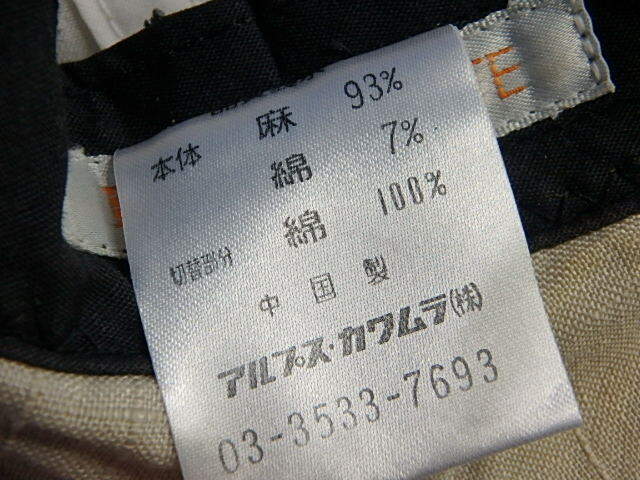 本体 麻 93%
綿 7%
切替部分 綿 100%
中国製
アルプス・カワムラ(株)
03-3533-7693
TE